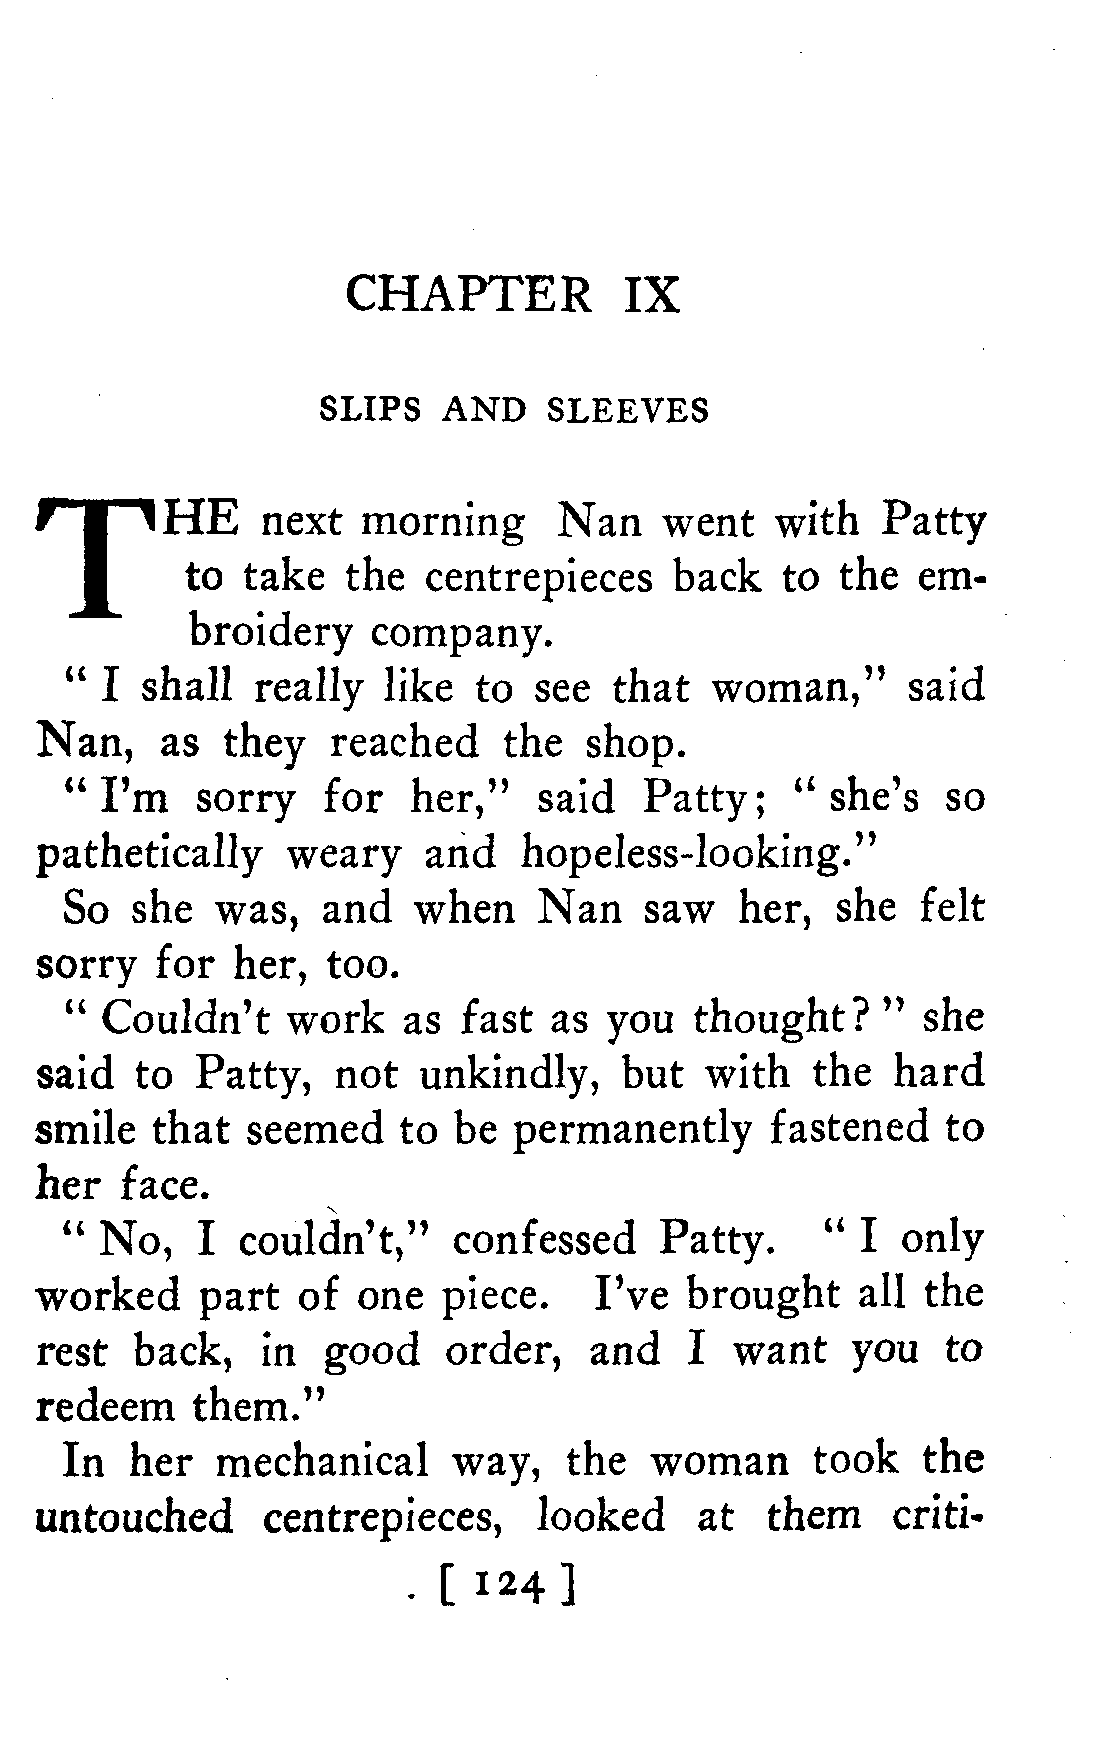 CHAPTER IX
SLIPS AND SLEEVES
THE next morning Nan went with Patty
to take the centrepieces back to the em-
broidery company.
" I shall really like to see that woman," said
Nan, as they reached the shop.
" I'm sorry for her," said Patty; " she's so
pathetically weary and hopeless-looking."
So she was, and when Nan saw her, she felt
sorry for her, too.
" Couldn't work as fast as you thought? " she
said to Patty, not unkindly, but with the hard
smile that seemed to be permanently fastened to
her face.
" No, I couldn't," confessed Patty. " I only
worked part of one piece. I've brought all the
rest back, in good order, and I want you to
redeem them."
In her mechanical way, the woman took the
untouched centrepieces, looked at them criti-
[ 124 ]